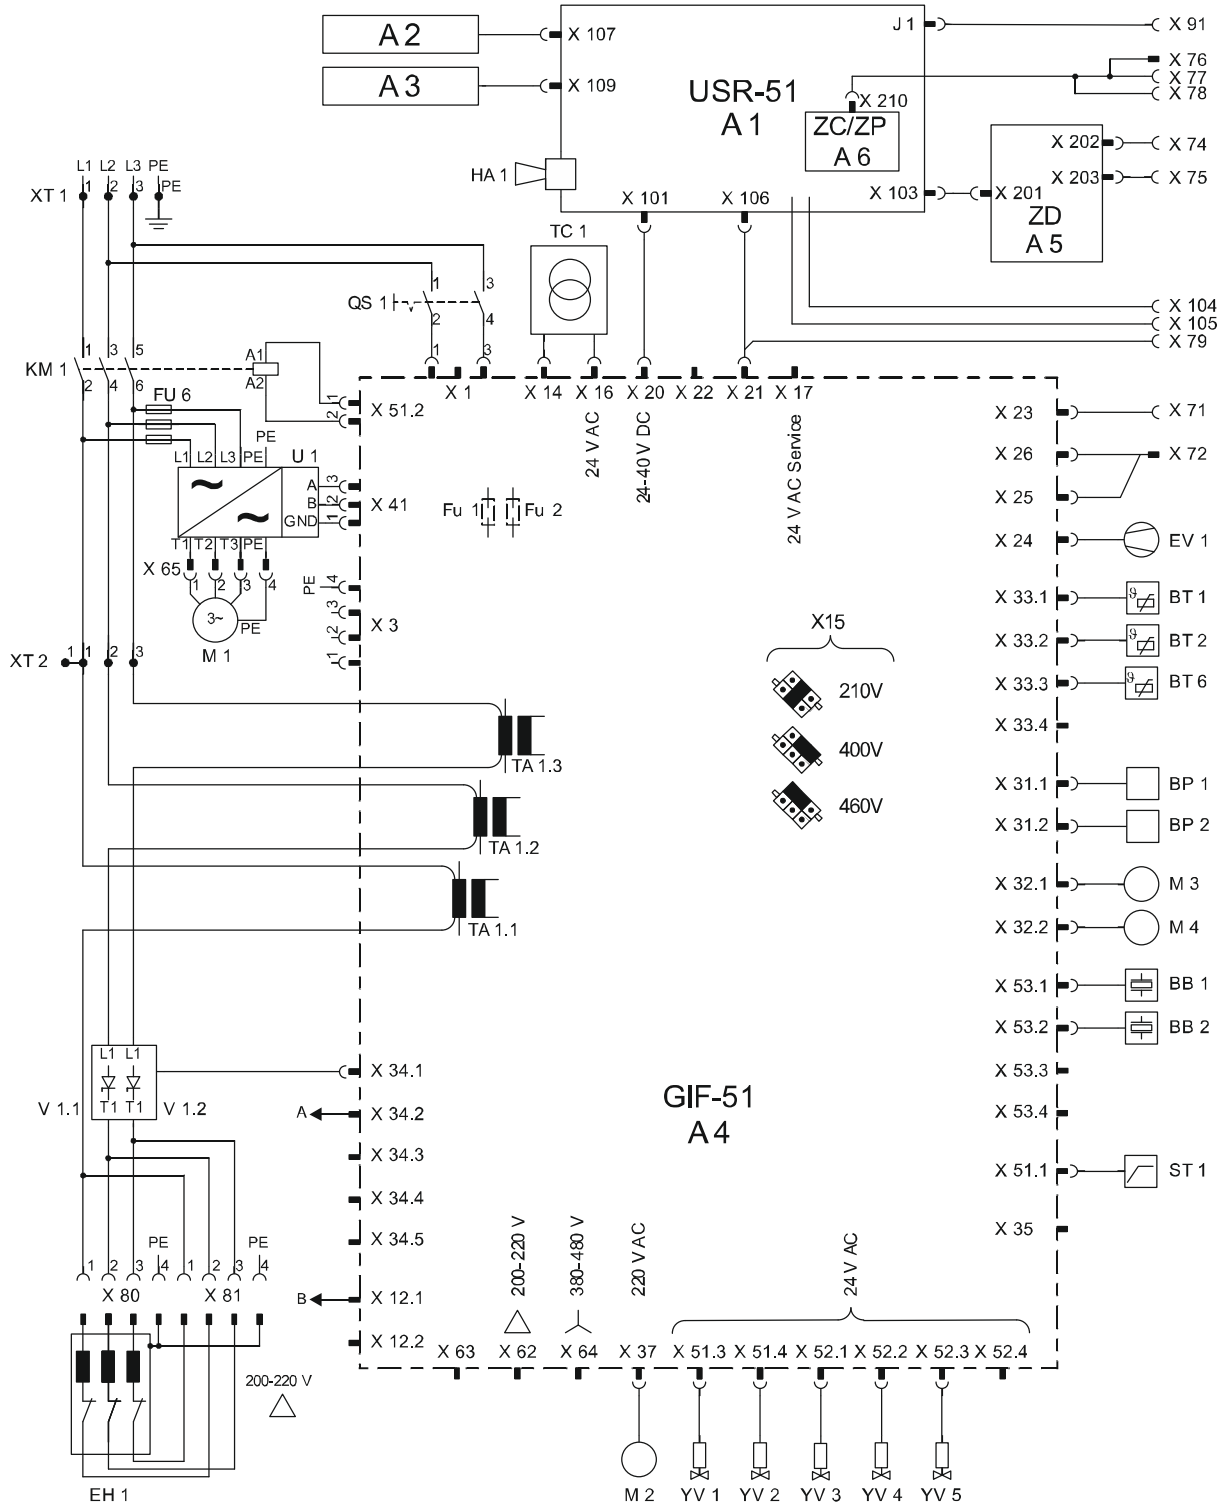 A 2
X 107
J 1
X 91
A 3
X 109
USR-51
A 1
X 210
ZC/ZP
A 6
X 76
X 77
X 78
X 202
X 74
X 203
X 75
HA 1
X 101
X 106
X 103
X 201
ZD
A 5
L1 L2 L3 PE
XT 1
1 2 3 PE
TC 1
QS 1
1 3
2 4
X 104
X 105
X 79
KM 1
1 3 5
2 4 6
A1
A2
1 3
X 1
X 14
X 16
X 20
X 22
X 21
X 17
24 V AC
24-40 V DC
24 V AC Service
FU 6
1
2
X 51.2
L1 L2 L3 PE
PE
U 1
A 3
B 2
GND 1
X 41
Fu 1
Fu 2
T1 T2 T3 PE
X 65
1 2 3 4
3~
PE
M 1
PE 4
3
2
1
X 3
XT 2
1 1 2 3
X15
210V
400V
460V
TA 1.3
TA 1.2
TA 1.1
X 23
X 71
X 26
X 72
X 25
X 24
EV 1
X 33.1
ϑ
BT 1
X 33.2
ϑ
BT 2
X 33.3
ϑ
BT 6
X 33.4
X 31.1
BP 1
X 31.2
BP 2
X 32.1
M 3
X 32.2
M 4
X 53.1
BB 1
X 53.2
BB 2
X 53.3
X 53.4
X 51.1
ST 1
X 35
L1 L1
T1 T1
V 1.1
V 1.2
X 34.1
A
X 34.2
X 34.3
X 34.4
X 34.5
B
X 12.1
X 12.2
GIF-51
A 4
PE PE
1 2 3 4 1 2 3 4
X 80
X 81
200-220 V
EH 1
200-220 V
380-480 V
220 V AC
24 V AC
X 63
X 62
X 64
X 37
X 51.3
X 51.4
X 52.1
X 52.2
X 52.3
X 52.4
M 2
YV 1
YV 2
YV 3
YV 4
YV 5